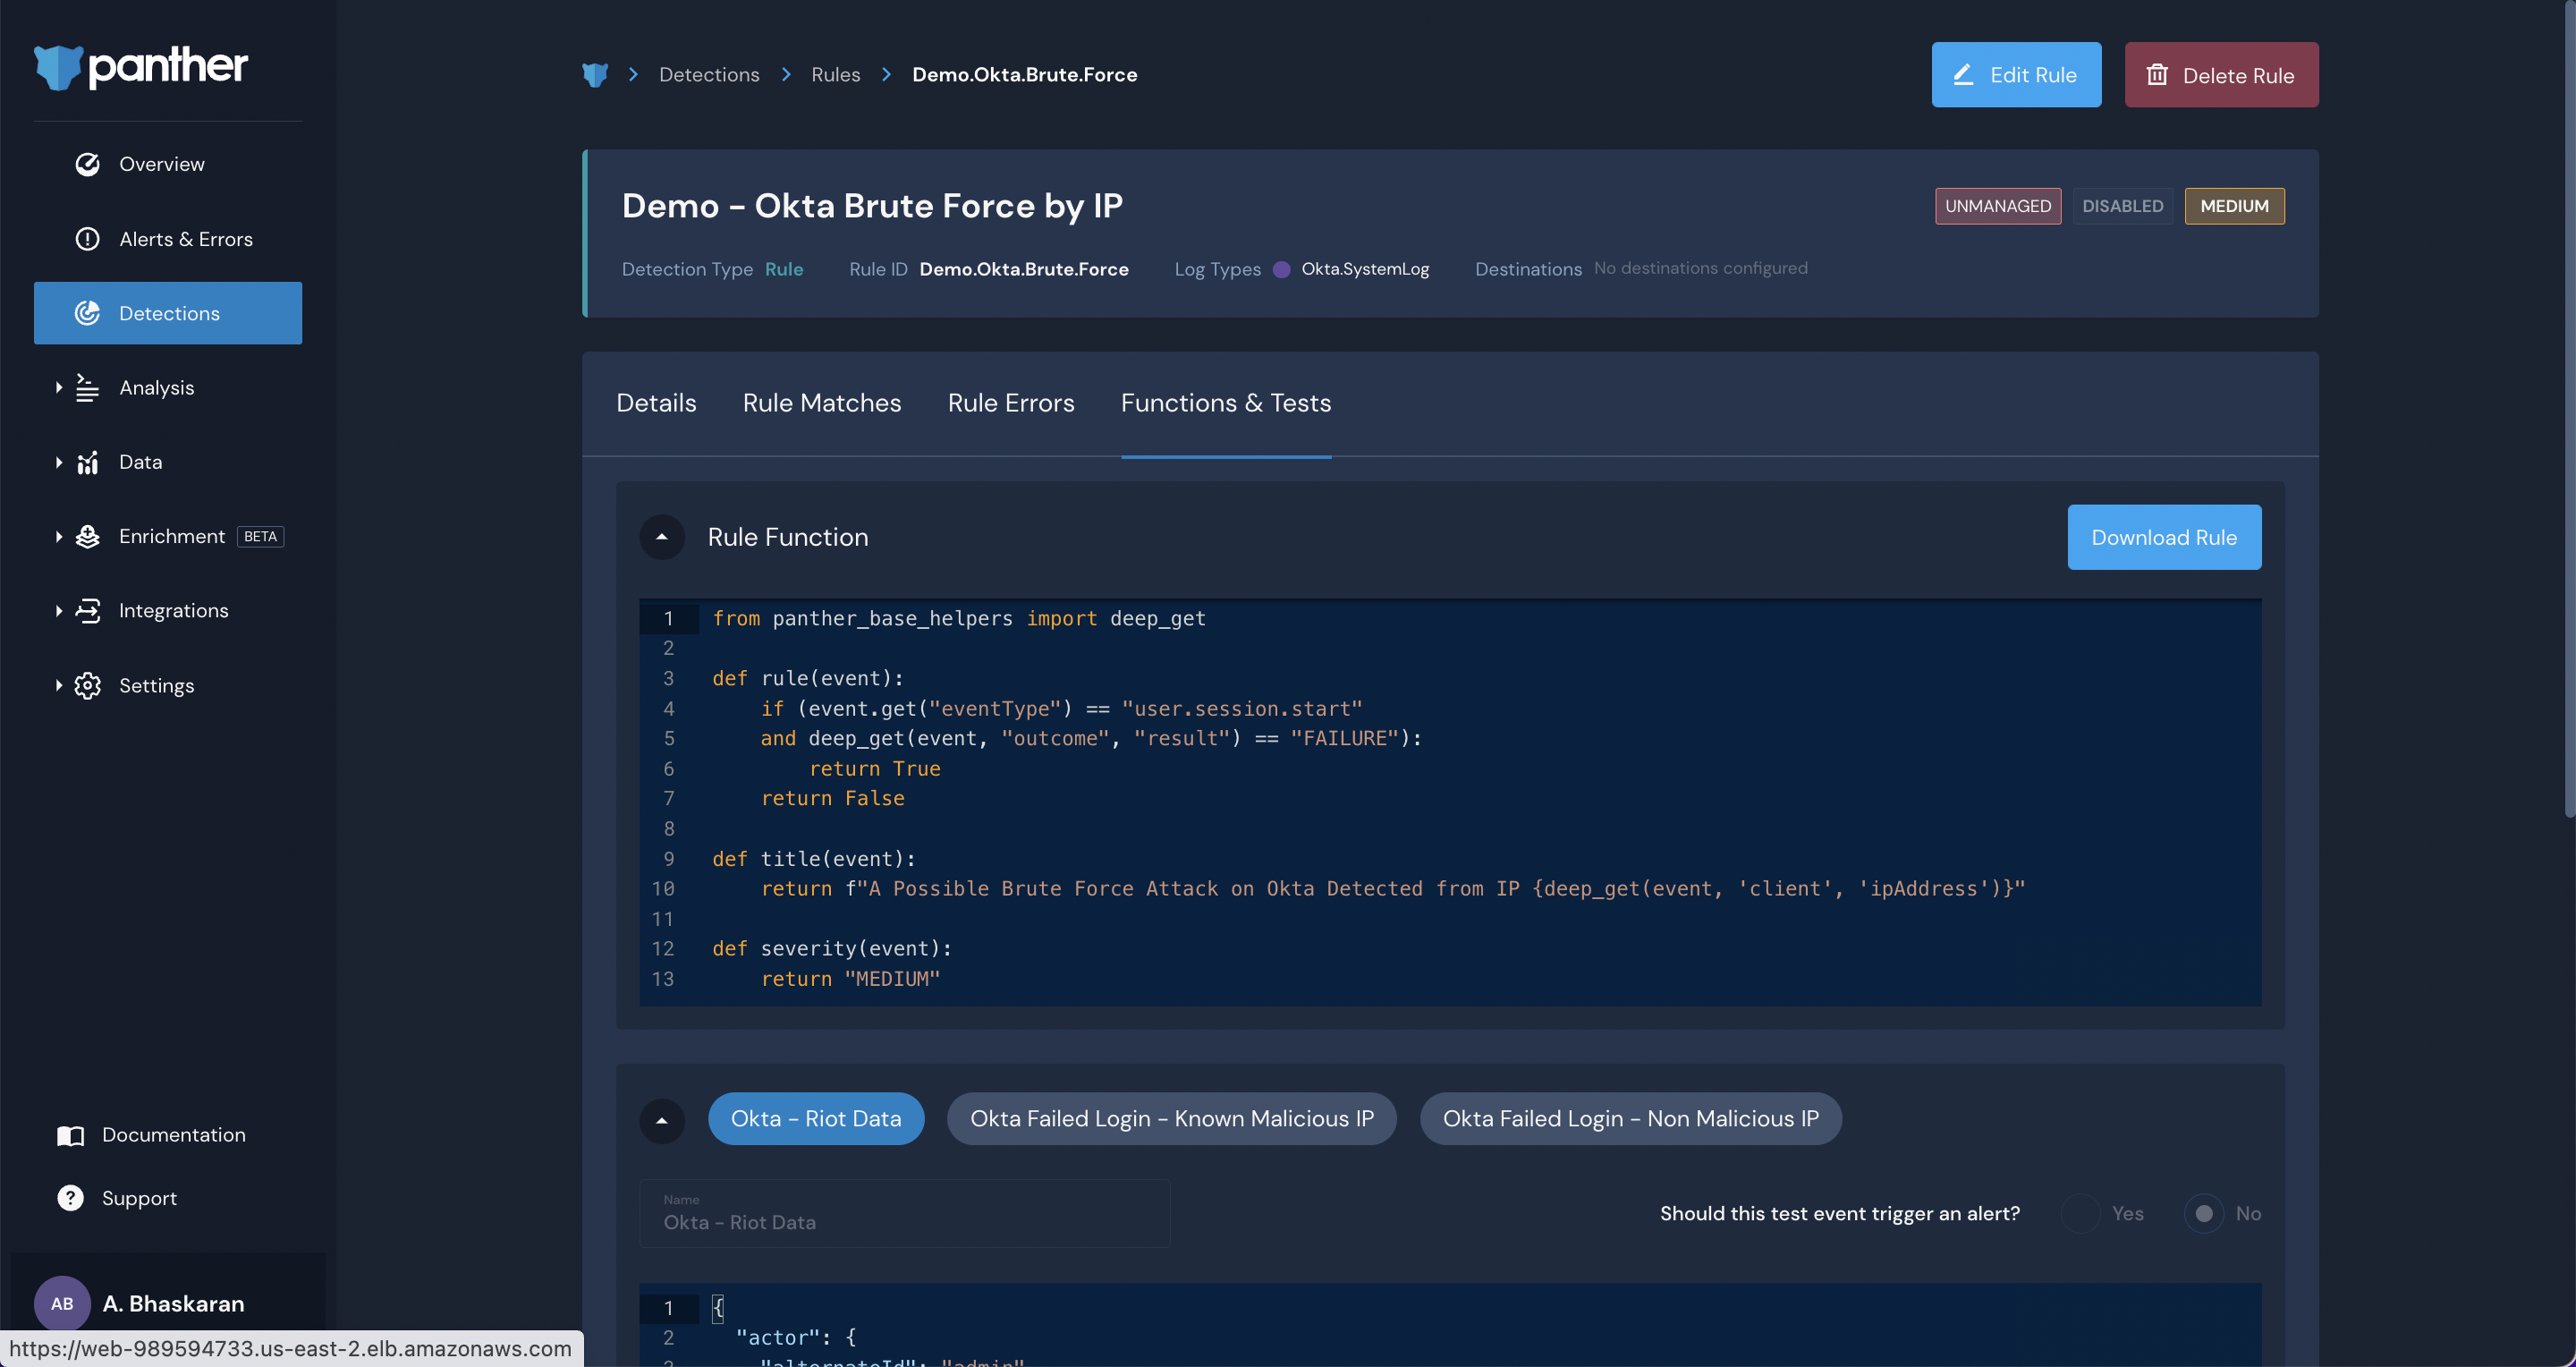 panther
Overview
Alerts & Errors
Detections
Analysis
Data
Enrichment BETA
Integrations
Settings
Documentation
Support
AB A. Bhaskaran
https://web-989594733.us-east-2.elb.amazonaws.com
Detections Rules Demo.Okta.Brute.Force
Edit Rule
Delete Rule
Demo - Okta Brute Force by IP
UNMANAGED DISABLED MEDIUM
Detection Type Rule Rule ID Demo.Okta.Brute.Force Log Types Okta.SystemLog Destinations No destinations configured
Details Rule Matches Rule Errors Functions & Tests
Rule Function
Download Rule
1 from panther_base_helpers import deep_get
2
3 def rule(event):
4 if (event.get("eventType") == "user.session.start"
5 and deep_get(event, "outcome", "result") == "FAILURE"):
6 return True
7 return False
8
9 def title(event):
10 return f"A Possible Brute Force Attack on Okta Detected from IP {deep_get(event, 'client', 'ipAddress')}"
11
12 def severity(event):
13 return "MEDIUM"
Okta - Riot Data Okta Failed Login - Known Malicious IP Okta Failed Login - Non Malicious IP
Name
Okta - Riot Data
Should this test event trigger an alert? Yes No
1 {
2 "actor": {
3 "alternateId": "admin"